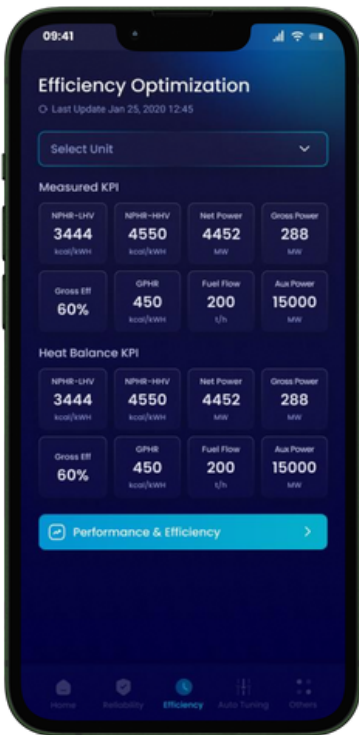 09:41
Efficiency Optimization
Last Update Jan 25, 2020 12:45
Select Unit
Measured KPI
NPHR-LHV NPHR-HHV Net Power Gross Power
3444 4550 4452 288
kcal/kWH kcal/kWH MW MW
Gross Eff GPHR Fuel Flow Aux Power
60% 450 200 15000
kcal/kWH t/h MW
Heat Balance KPI
NPHR-LHV NPHR-HHV Net Power Gross Power
3444 4550 4452 288
kcal/kWH kcal/kWH MW MW
Gross Eff GPHR Fuel Flow Aux Power
60% 450 200 15000
kcal/kWH t/h MW
Performance & Efficiency
Home Reliability Efficiency Auto Tuning Others